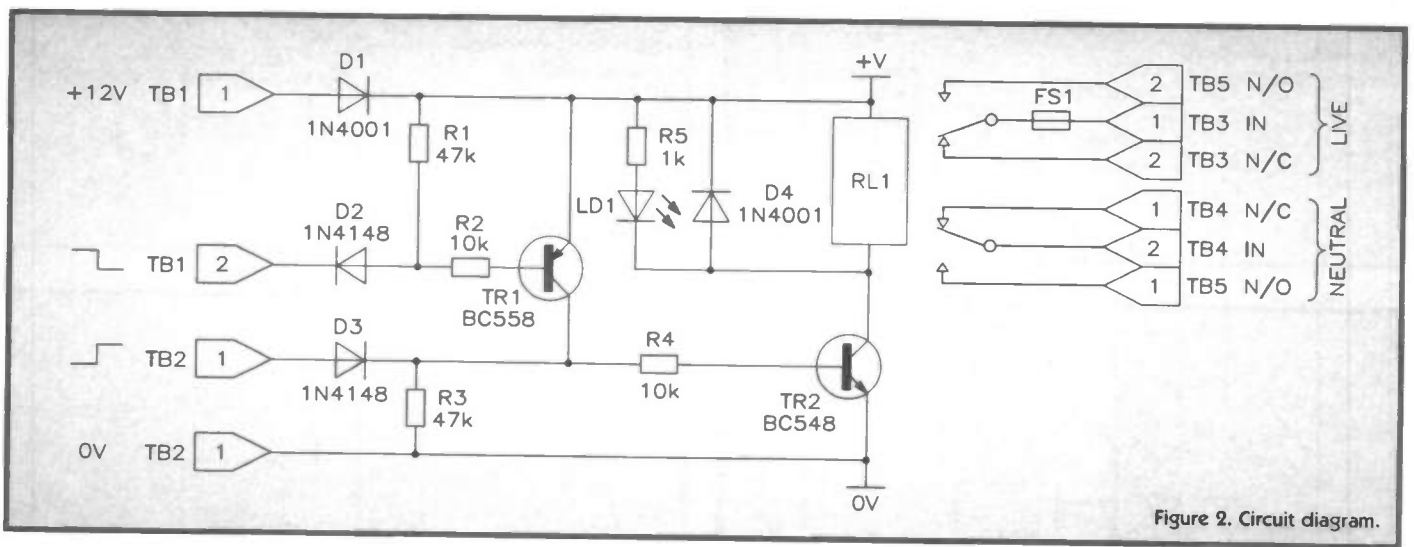 +12V TB1 1
D1
1N4001
R1
47k
D2
1N4148
TB1 2
R2
10k
TR1
BC558
D3
1N4148
TB2 1
R3
47k
0V TB2 1
R4
10k
TR2
BC548
R5
1k
LD1
D4
1N4001
+V
RL1
0V
FS1
2 TB5 N/O
1 TB3 IN
2 TB3 N/C
LIVE
1 TB4 N/C
2 TB4 IN
1 TB5 N/O
NEUTRAL
Figure 2. Circuit diagram.